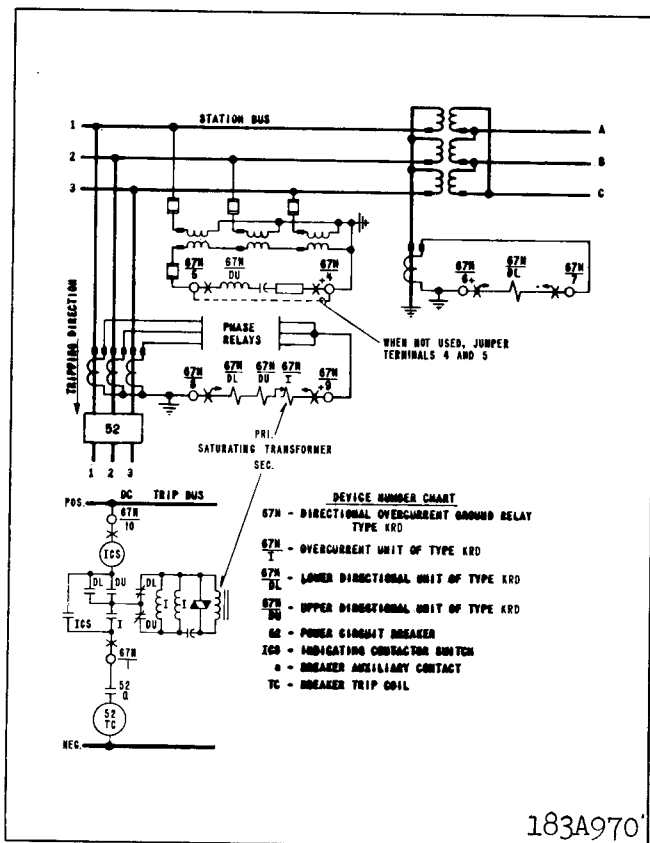 1 STATION BUS A
2 B
3 C
67N 5
67N DU
67N +4
67N 6+
67N DL
67N 7
TRIPPING DIRECTION
PHASE RELAYS
WHEN NOT USED, JUMPER
TERMINALS 4 AND 5
67N 8
67N DL
67N DU
67N I
67N +9
52
PRI.
SATURATING TRANSFORMER
SEC.
1 2 3
POS. DC TRIP BUS
67N 10
ICS
DL DU DL
I I
ICS I DU
67N 1
52 a
52 TC
NEG.
DEVICE NUMBER CHART
67N - DIRECTIONAL OVERCURRENT GROUND RELAY
TYPE KRD
67N I - OVERCURRENT UNIT OF TYPE KRD
67N DL - LOWER DIRECTIONAL UNIT OF TYPE KRD
67N DU - UPPER DIRECTIONAL UNIT OF TYPE KRD
52 - POWER CIRCUIT BREAKER
ICS - INDICATING CONTACTOR SWITCH
a - BREAKER AUXILIARY CONTACT
TC - BREAKER TRIP COIL
183A970